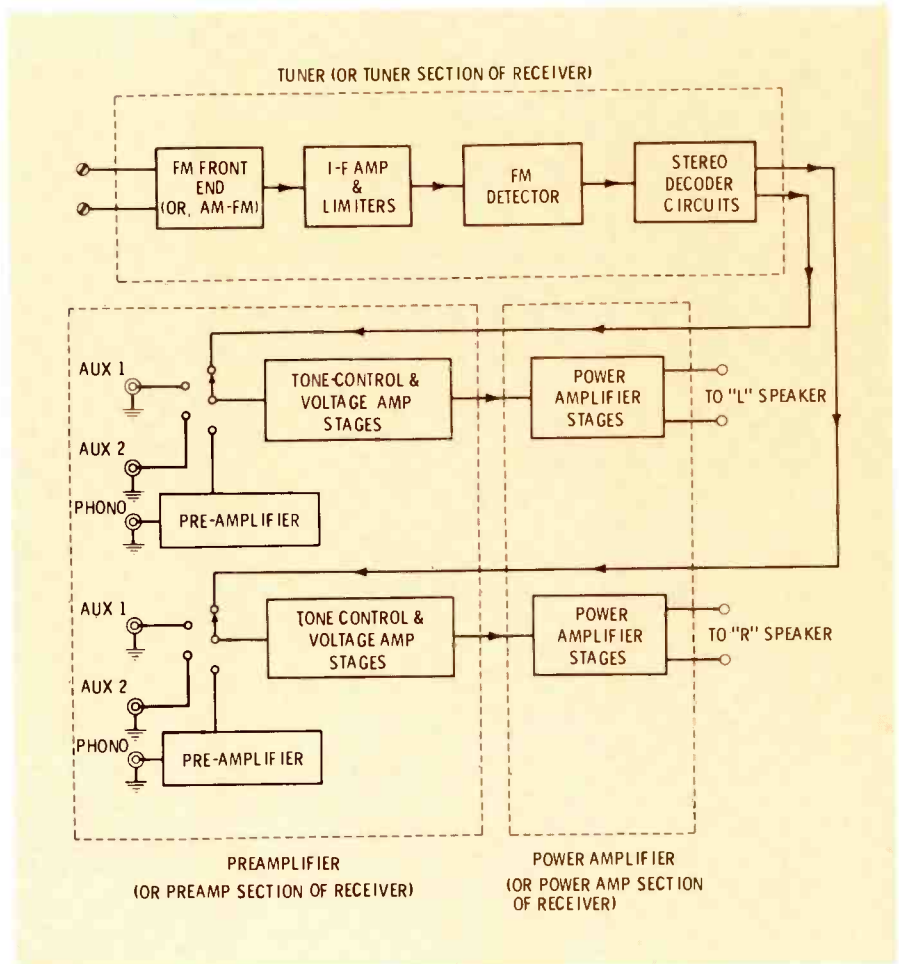 TUNER (OR TUNER SECTION OF RECEIVER)
FM FRONT
END
(OR, AM-FM)
I-F AMP
&
LIMITERS
FM
DETECTOR
STEREO
DECODER
CIRCUITS
AUX 1
AUX 2
PHONO
PRE-AMPLIFIER
TONE-CONTROL &
VOLTAGE AMP
STAGES
POWER
AMPLIFIER
STAGES
TO "L" SPEAKER
AUX 1
AUX 2
PHONO
PRE-AMPLIFIER
TONE CONTROL &
VOLTAGE AMP
STAGES
POWER
AMPLIFIER
STAGES
TO "R" SPEAKER
PREAMPLIFIER
(OR PREAMP SECTION OF RECEIVER)
POWER AMPLIFIER
(OR POWER AMP SECTION
OF RECEIVER)